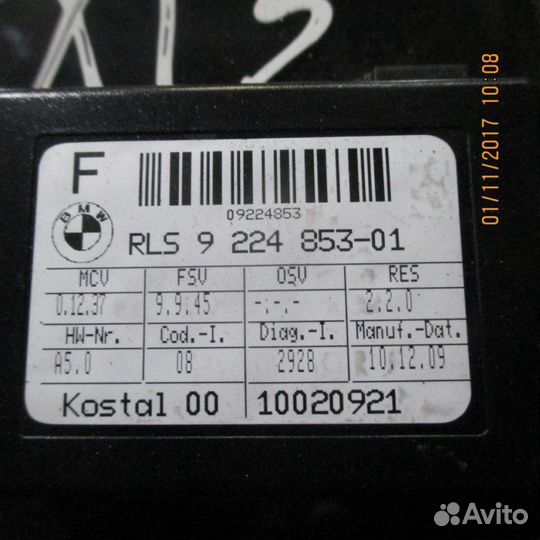 XLS
F
09224853
BMW
RLS 9 224 853-01
MCV FSV OSV RES
0.12.37 9.9.45 -.-.- 2.2.0
HW-Nr. Cod.-I. Diag.-I. Manuf.-Dat.
A5.0 08 2928 10.12.09
Kostal 00 10020921
01/11/2017 10:08
Avito